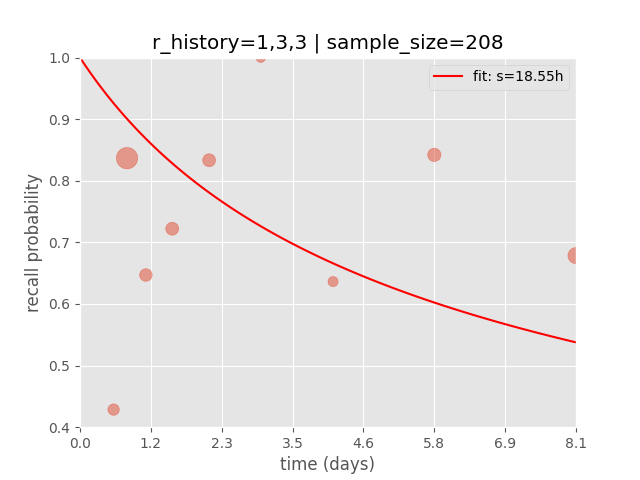 r_history=1,3,3 | sample_size=208
fit: s=18.55h
1.0
0.9
0.8
0.7
0.6
0.5
0.4
recall probability
0.0 1.2 2.3 3.5 4.6 5.8 6.9 8.1
time (days)